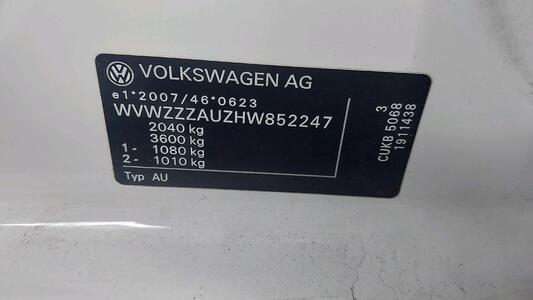 VOLKSWAGEN AG
e1*2007/46*0623
WVWZZZAUZHW852247
2040 kg
3600 kg
1- 1080 kg
2- 1010 kg
Typ AU
3
CUKB 5068
1911438